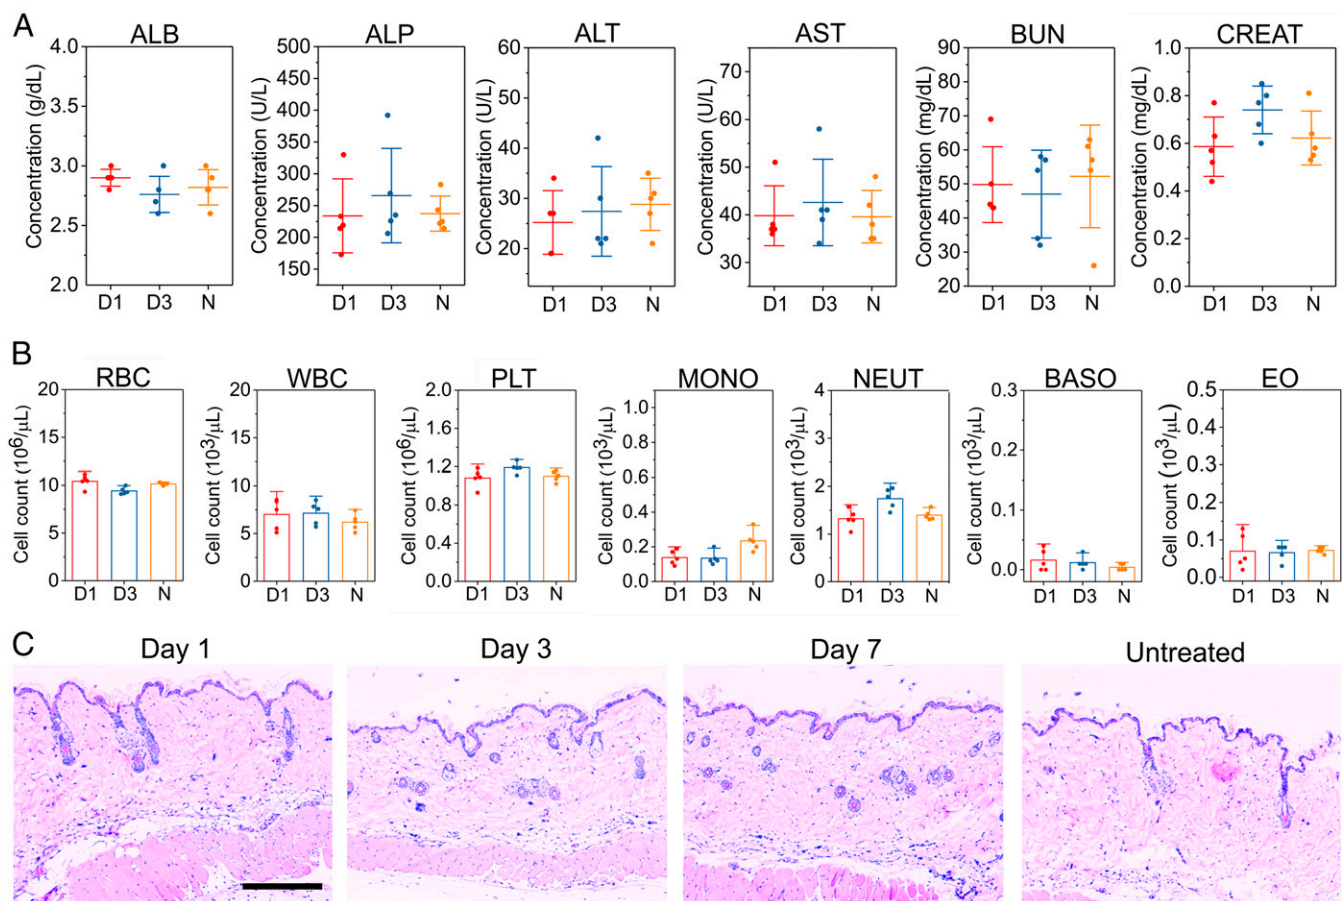 A
ALB
ALP
ALT
AST
BUN
CREAT
Concentration (g/dL)
4.0
3.5
3.0
2.5
2.0
D1 D3 N
Concentration (U/L)
500
450
400
350
300
250
200
150
D1 D3 N
Concentration (U/L)
60
50
40
30
20
D1 D3 N
Concentration (U/L)
75
65
55
45
35
D1 D3 N
Concentration (mg/dL)
90
80
70
60
50
40
30
20
D1 D3 N
Concentration (mg/dL)
1.0
0.8
0.6
0.4
0.2
0.0
D1 D3 N
B
RBC
WBC
PLT
MONO
NEUT
BASO
EO
Cell count (10⁶/μL)
20
15
10
5
0
D1 D3 N
Cell count (10³/μL)
20
15
10
5
0
D1 D3 N
Cell count (10⁶/μL)
2.0
1.6
1.2
0.8
0.4
0.0
D1 D3 N
Cell count (10³/μL)
1.0
0.8
0.6
0.4
0.2
0.0
D1 D3 N
Cell count (10³/μL)
4
3
2
1
0
D1 D3 N
Cell count (10³/μL)
0.3
0.2
0.1
0.0
D1 D3 N
Cell count (10³/μL)
0.5
0.4
0.3
0.2
0.1
0.0
D1 D3 N
C
Day 1
Day 3
Day 7
Untreated